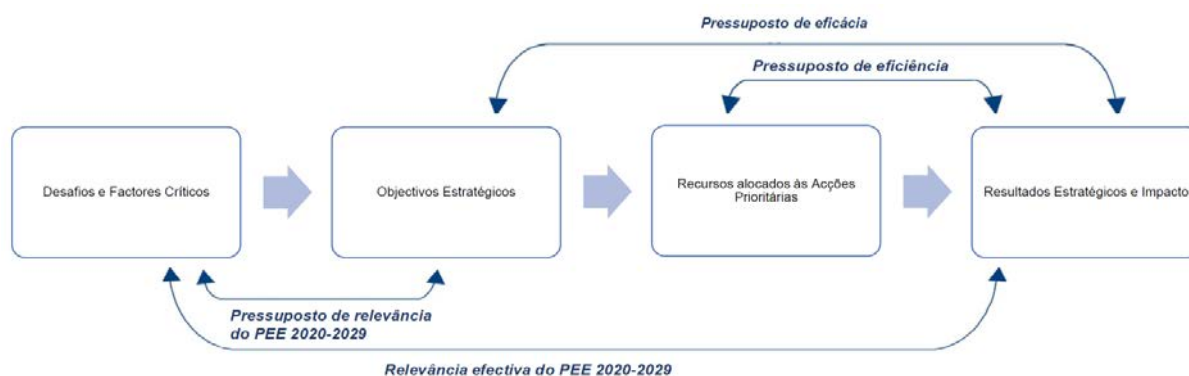 Pressuposto de eficácia
Pressuposto de eficiência
Desafios e Factores Críticos
Objectivos Estratégicos
Recursos alocados às Acções
Prioritárias
Resultados Estratégicos e Impacto
Pressuposto de relevância
do PEE 2020-2029
Relevância efectiva do PEE 2020-2029